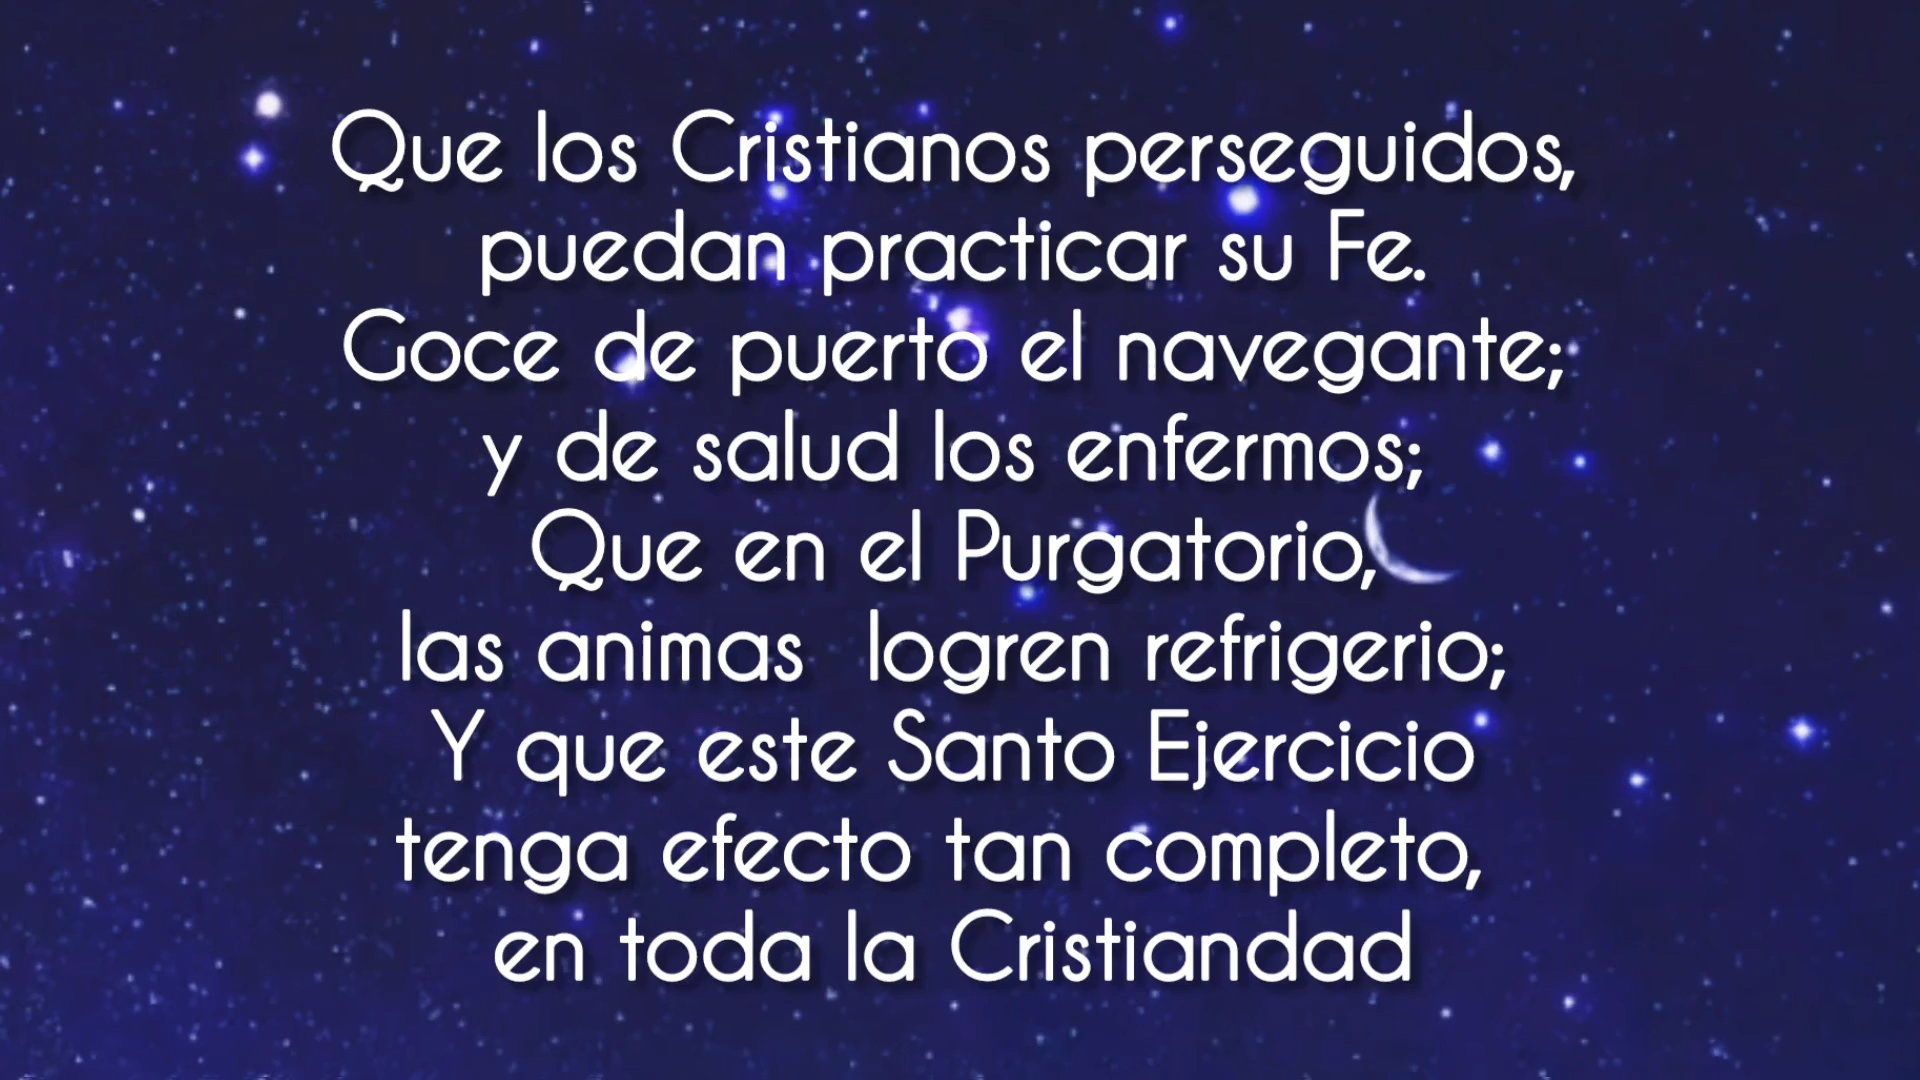 Que los Cristianos perseguidos,
puedan practicar su Fe.
Goce de puerto el navegante;
y de salud los enfermos;
Que en el Purgatorio,
las animas  logren refrigerio;
Y que este Santo Ejercicio
tenga efecto tan completo,
en toda la Cristiandad